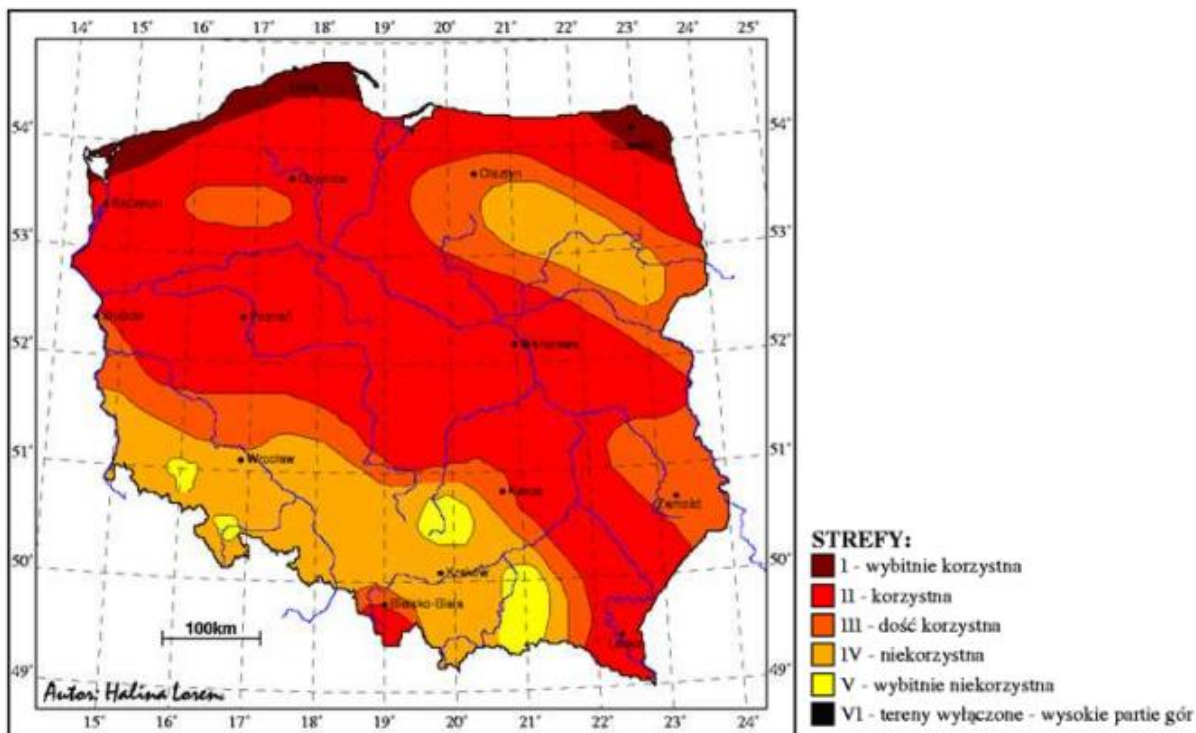 14° 15° 16° 17° 18° 19° 20° 21° 22° 23° 24° 25°
54° 54°
Olsztyn
53° 53°
Poznań
52° 52°
51° 51°
Wrocław
Kielce
Zamość
50° 50°
Kraków
Bielsko-Biała
100km
49° 49°
Autor: Halina Loren
15° 16° 17° 18° 19° 20° 21° 22° 23° 24°
STREFY:
I - wybitnie korzystna
II - korzystna
III - dość korzystna
IV - niekorzystna
V - wybitnie niekorzystna
VI - tereny wyłączone - wysokie partie gór